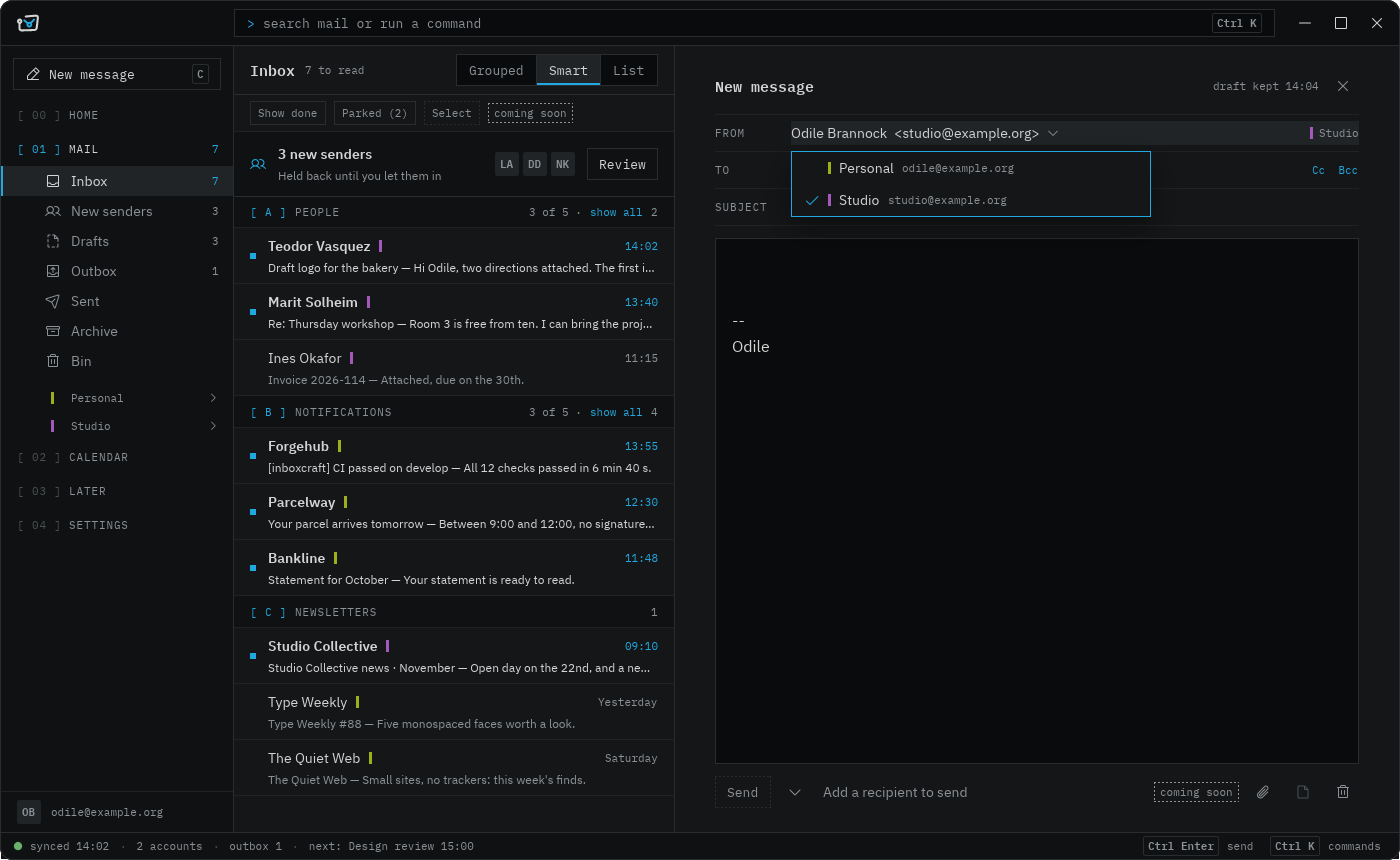 > search mail or run a command Ctrl K
New message C
[ 00 ] HOME
[ 01 ] MAIL 7
Inbox 7
New senders 3
Drafts 3
Outbox 1
Sent
Archive
Bin
Personal
Studio
[ 02 ] CALENDAR
[ 03 ] LATER
[ 04 ] SETTINGS
OB odile@example.org
Inbox 7 to read Grouped Smart List
Show done Parked (2) Select coming soon
3 new senders
Held back until you let them in
LA DD NK Review
[ A ] PEOPLE 3 of 5 · show all 2
Teodor Vasquez 14:02
Draft logo for the bakery — Hi Odile, two directions attached. The first i…
Marit Solheim 13:40
Re: Thursday workshop — Room 3 is free from ten. I can bring the proj…
Ines Okafor 11:15
Invoice 2026-114 — Attached, due on the 30th.
[ B ] NOTIFICATIONS 3 of 5 · show all 4
Forgehub 13:55
[inboxcraft] CI passed on develop — All 12 checks passed in 6 min 40 s.
Parcelway 12:30
Your parcel arrives tomorrow — Between 9:00 and 12:00, no signature…
Bankline 11:48
Statement for October — Your statement is ready to read.
[ C ] NEWSLETTERS 1
Studio Collective 09:10
Studio Collective news · November — Open day on the 22nd, and a ne…
Type Weekly Yesterday
Type Weekly #88 — Five monospaced faces worth a look.
The Quiet Web Saturday
The Quiet Web — Small sites, no trackers: this week's finds.
New message draft kept 14:04
FROM Odile Brannock <studio@example.org> Studio
Personal odile@example.org
Studio studio@example.org
TO Cc Bcc
SUBJECT
--
Odile
Send Add a recipient to send coming soon
synced 14:02 · 2 accounts · outbox 1 · next: Design review 15:00 Ctrl Enter send Ctrl K commands